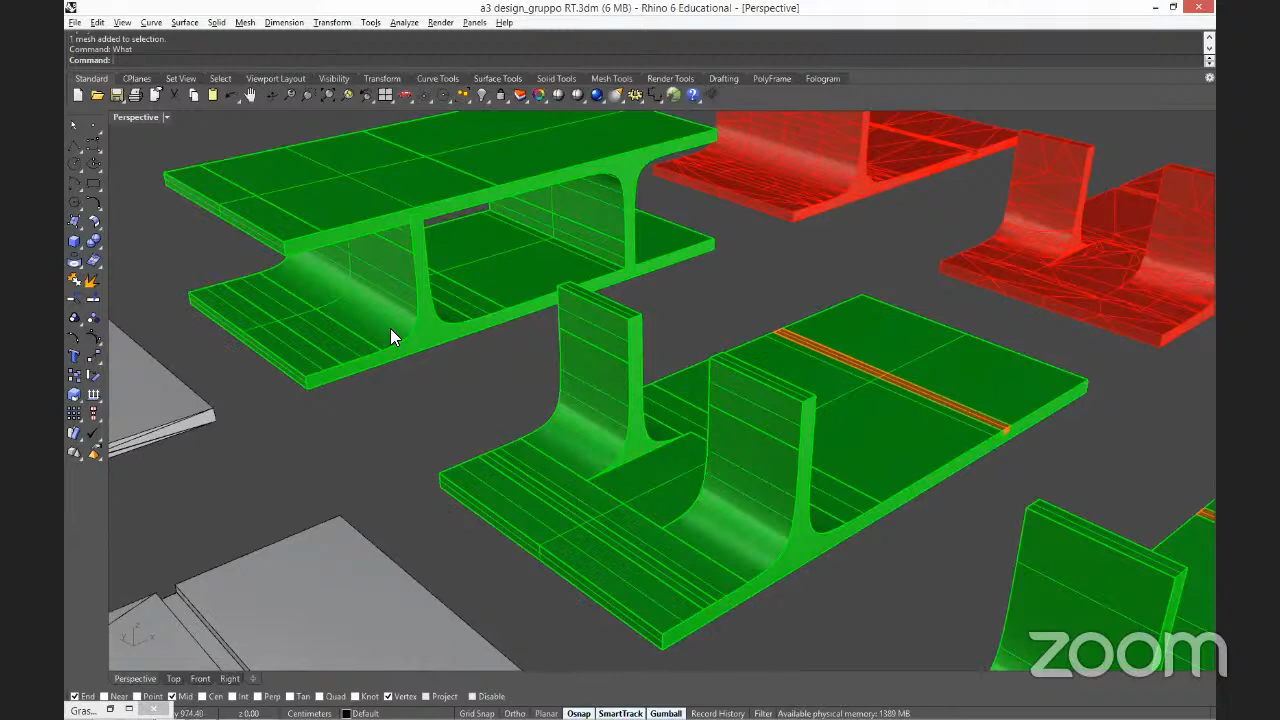 a3 design_gruppo RT.3dm (6 MB) - Rhino 6 Educational - [Perspective]
File Edit View Curve Surface Solid Mesh Dimension Transform Tools Analyze Render Panels Help
1 mesh added to selection.
Command: What
Command:
Standard CPlanes Set View Select Viewport Layout Visibility Transform Curve Tools Surface Tools Solid Tools Mesh Tools Render Tools Drafting PolyFrame Fologram
Perspective
z
y x
zoom
Perspective Top Front Right
End Near Point Mid Cen Int Perp Tan Quad Knot Vertex Project Disable
Gras... y 974.40 z 0.00 Centimeters Default Grid Snap Ortho Planar Osnap SmartTrack Gumball Record History Filter Available physical memory: 1389 MB